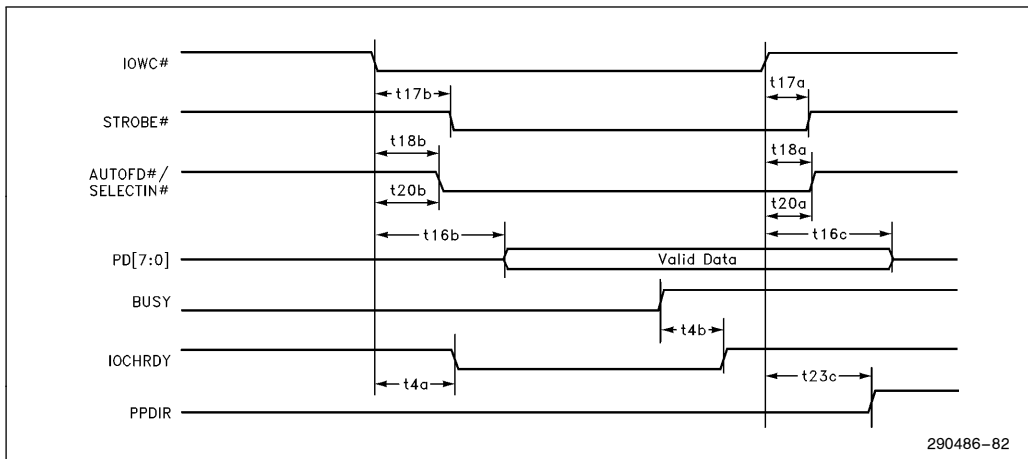 IOWC#
t17b
t17a
STROBE#
t18b
t18a
AUTOFD#/
SELECTIN#
t20b
t20a
t16b
t16c
PD[7:0]
Valid Data
BUSY
t4b
IOCHRDY
t4a
t23c
PPDIR
290486-82